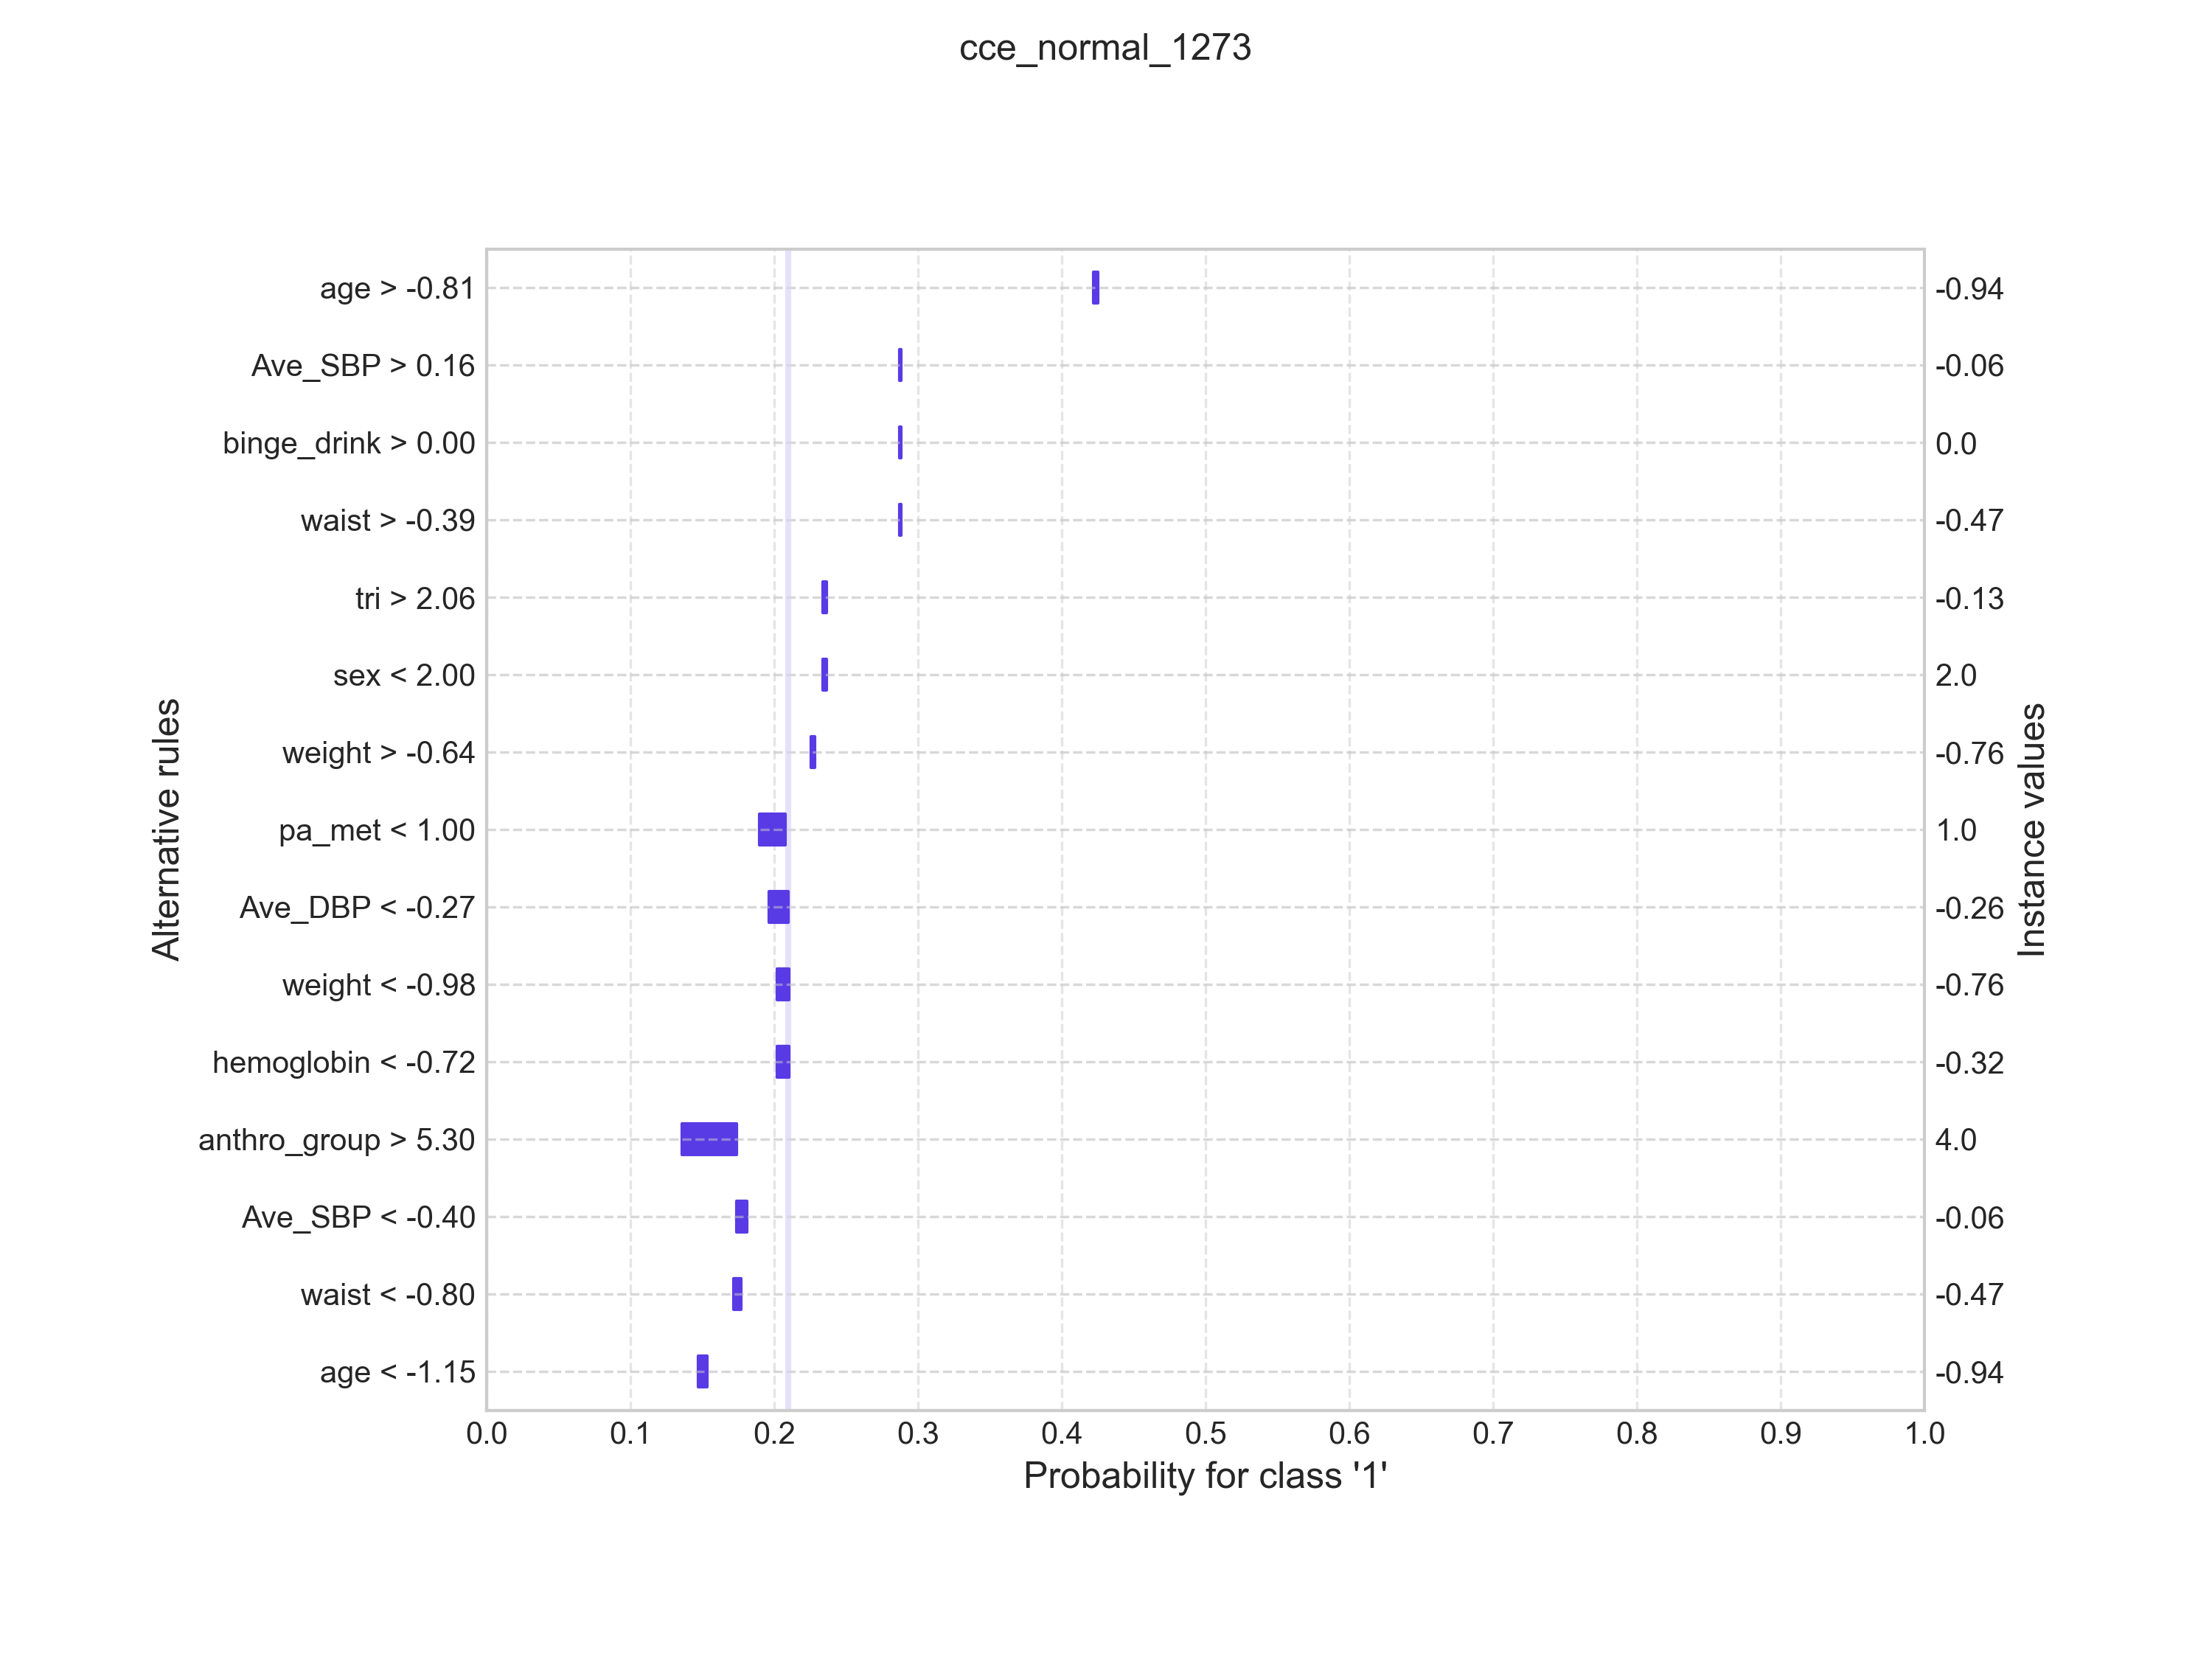 cce_normal_1273
age > -0.81 -0.94
Ave_SBP > 0.16 -0.06
binge_drink > 0.00 0.0
waist > -0.39 -0.47
tri > 2.06 -0.13
sex < 2.00 2.0
weight > -0.64 -0.76
pa_met < 1.00 1.0
Ave_DBP < -0.27 -0.26
weight < -0.98 -0.76
hemoglobin < -0.72 -0.32
anthro_group > 5.30 4.0
Ave_SBP < -0.40 -0.06
waist < -0.80 -0.47
age < -1.15 -0.94
Alternative rules
Instance values
0.0 0.1 0.2 0.3 0.4 0.5 0.6 0.7 0.8 0.9 1.0
Probability for class '1'